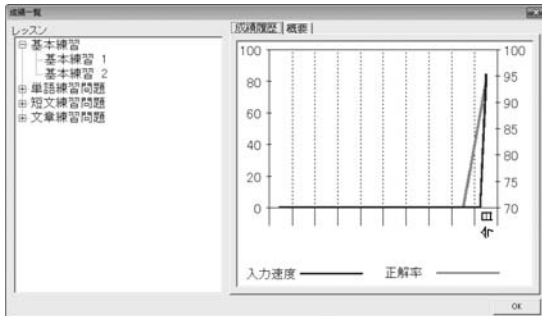 成績一覧
レッスン
基本練習
基本練習 1
基本練習 2
単語練習問題
短文練習問題
文章練習問題
成績履歴 概要
100 100
80 95
60 90
40 85
20 80
0 75
70
今日
入力速度 正解率
OK